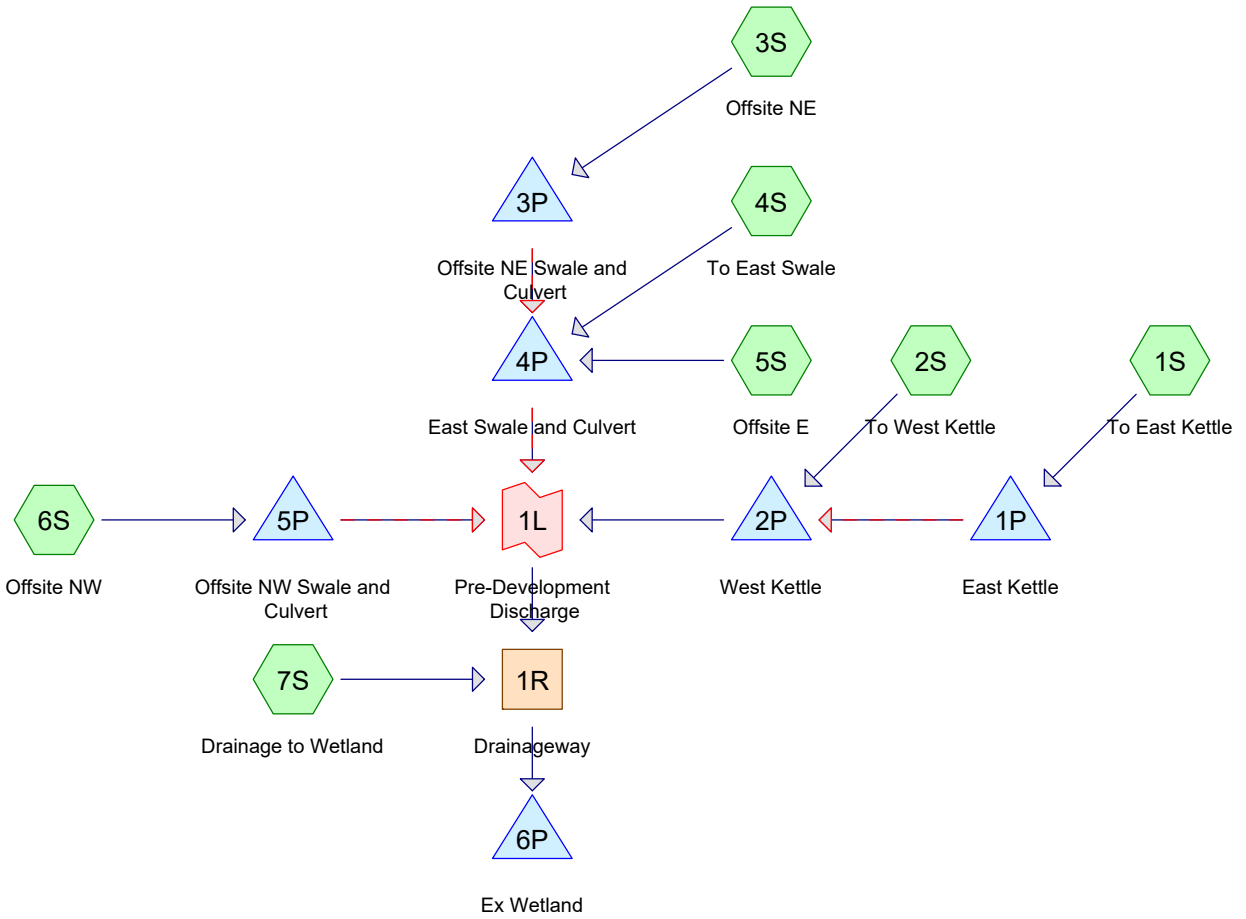 3S
Offsite NE
3P
4S
Offsite NE Swale and
Culvert
To East Swale
4P
5S
2S
1S
East Swale and Culvert
Offsite E
To West Kettle
To East Kettle
6S
5P
1L
2P
1P
Offsite NW
Offsite NW Swale and
Culvert
Pre-Development
Discharge
West Kettle
East Kettle
7S
1R
Drainage to Wetland
Drainageway
6P
Ex Wetland